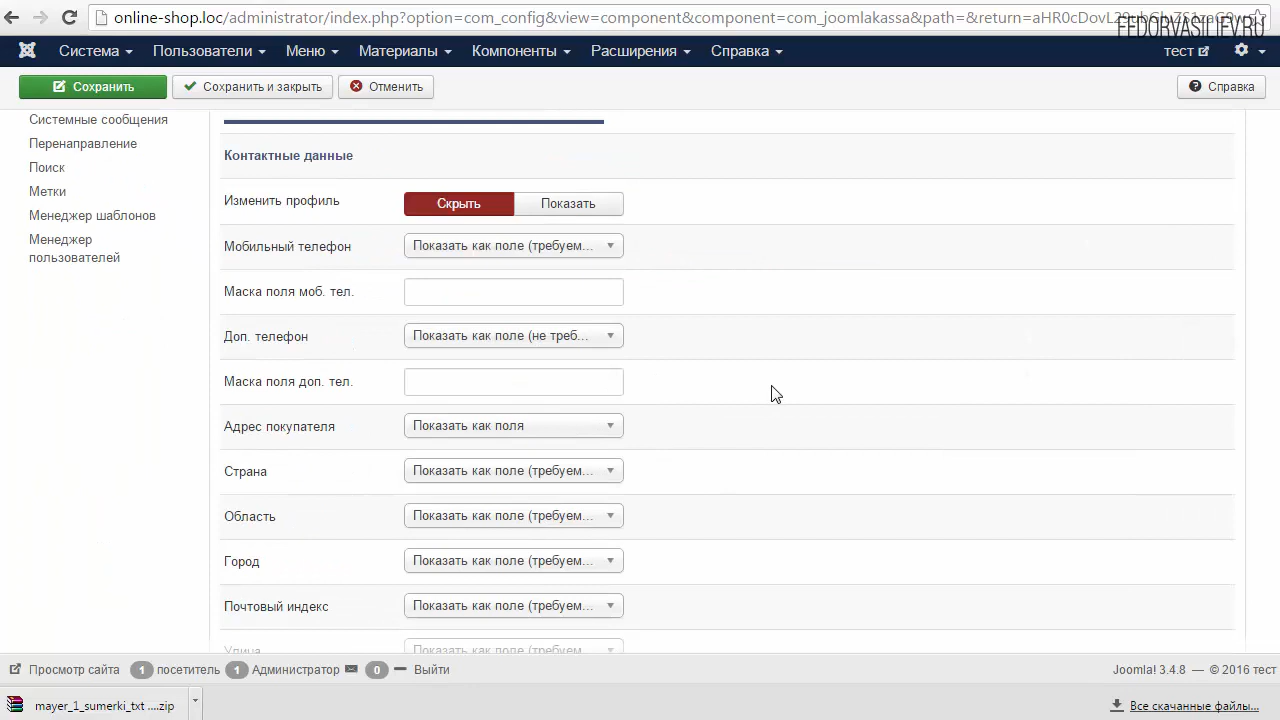 online-shop.loc/administrator/index.php?option=com_config&view=component&component=com_joomlakassa&path=&return=
FEDORVASILIEV.RU
Система Пользователи Меню Материалы Компоненты Расширения Справка тест
Сохранить Сохранить и закрыть Отменить Справка
Системные сообщения
Перенаправление
Поиск
Метки
Менеджер шаблонов
Менеджер
пользователей
Контактные данные
Изменить профиль Скрыть Показать
Мобильный телефон Показать как поле (требуем...
Маска поля моб. тел.
Доп. телефон Показать как поле (не треб...
Маска поля доп. тел.
Адрес покупателя Показать как поля
Страна Показать как поле (требуем...
Область Показать как поле (требуем...
Город Показать как поле (требуем...
Почтовый индекс Показать как поле (требуем...
Улица Показать как поле (требуем...
Просмотр сайта 1 посетитель 1 Администратор 0 Выйти Joomla! 3.4.8 — © 2016 тест
mayer_1_sumerki_txt ....zip Все скачанные файлы...